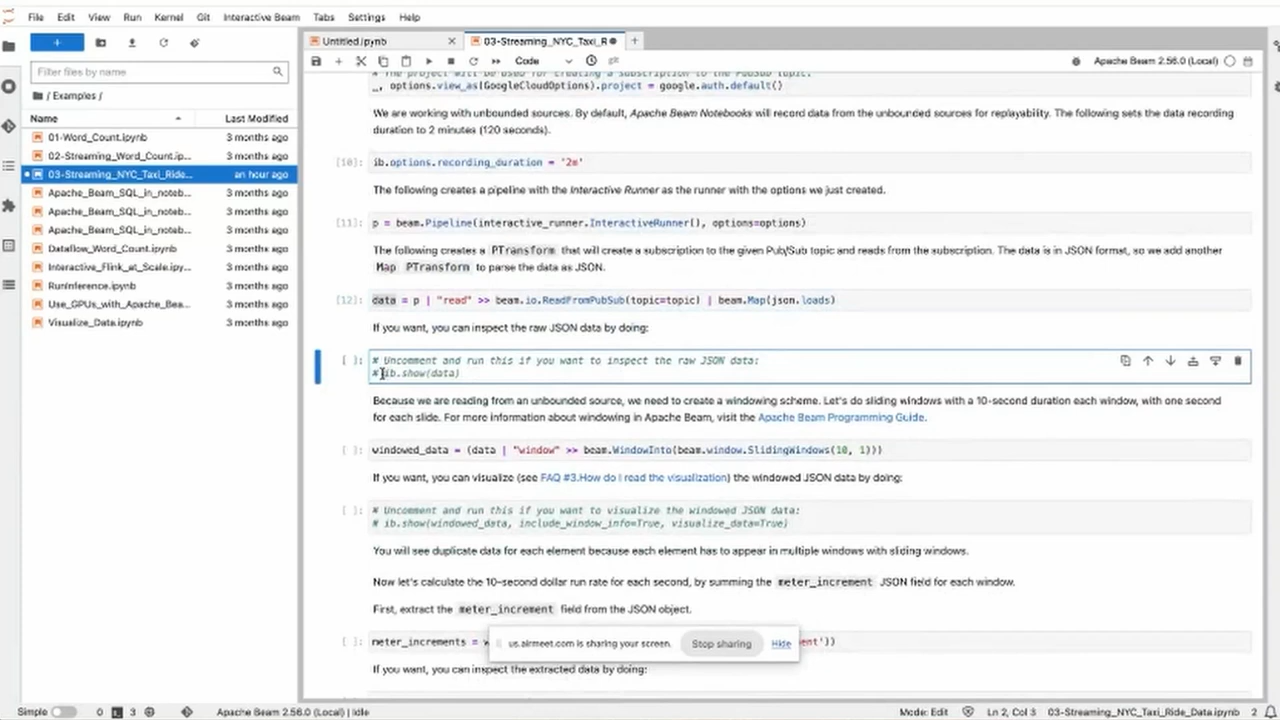 File Edit View Run Kernel Git Interactive Beam Tabs Settings Help
Untitled.ipynb
03-Streaming_NYC_Taxi_R
Code
Apache Beam 2.56.0 (Local)
Filter files by name
/ Examples /
Name Last Modified
01-Word_Count.ipynb 3 months ago
02-Streaming_Word_Count.ip... 3 months ago
03-Streaming_NYC_Taxi_Ride... an hour ago
Apache_Beam_SQL_in_noteb... 3 months ago
Apache_Beam_SQL_in_noteb... 3 months ago
Apache_Beam_SQL_in_noteb... 3 months ago
Dataflow_Word_Count.ipynb 3 months ago
Interactive_Flink_at_Scale.ipy... 3 months ago
RunInference.ipynb 3 months ago
Use_GPUs_with_Apache_Bea... 3 months ago
Visualize_Data.ipynb 3 months ago
# The project will be used for creating a subscription to the Pub/Sub topic.
_, options.view_as(GoogleCloudOptions).project = google.auth.default()
We are working with unbounded sources. By default, Apache Beam Notebooks will record data from the unbounded sources for replayability. The following sets the data recording
duration to 2 minutes (120 seconds).
[10]: ib.options.recording_duration = '2m'
The following creates a pipeline with the Interactive Runner as the runner with the options we just created.
[11]: p = beam.Pipeline(interactive_runner.InteractiveRunner(), options=options)
The following creates a PTransform that will create a subscription to the given Pub/Sub topic and reads from the subscription. The data is in JSON format, so we add another
Map PTransform to parse the data as JSON.
[12]: data = p | "read" >> beam.io.ReadFromPubSub(topic=topic) | beam.Map(json.loads)
If you want, you can inspect the raw JSON data by doing:
[ ]: # Uncomment and run this if you want to inspect the raw JSON data:
# ib.show(data)
Because we are reading from an unbounded source, we need to create a windowing scheme. Let's do sliding windows with a 10-second duration each window, with one second
for each slide. For more information about windowing in Apache Beam, visit the Apache Beam Programming Guide.
[ ]: windowed_data = (data | "window" >> beam.WindowInto(beam.window.SlidingWindows(10, 1)))
If you want, you can visualize (see FAQ #3.How do I read the visualization) the windowed JSON data by doing:
[ ]: # Uncomment and run this if you want to visualize the windowed JSON data:
# ib.show(windowed_data, include_window_info=True, visualize_data=True)
You will see duplicate data for each element because each element has to appear in multiple windows with sliding windows.
Now let's calculate the 10-second dollar run rate for each second, by summing the meter_increment JSON field for each window.
First, extract the meter_increment field from the JSON object.
[ ]: meter_increments = w ent'])
us.airmeet.com is sharing your screen. Stop sharing Hide
If you want, you can inspect the extracted data by doing:
Simple 0 3 Apache Beam 2.56.0 (Local) | Idle Mode: Edit Ln 2, Col 3 03-Streaming_NYC_Taxi_Ride_Data.ipynb 2